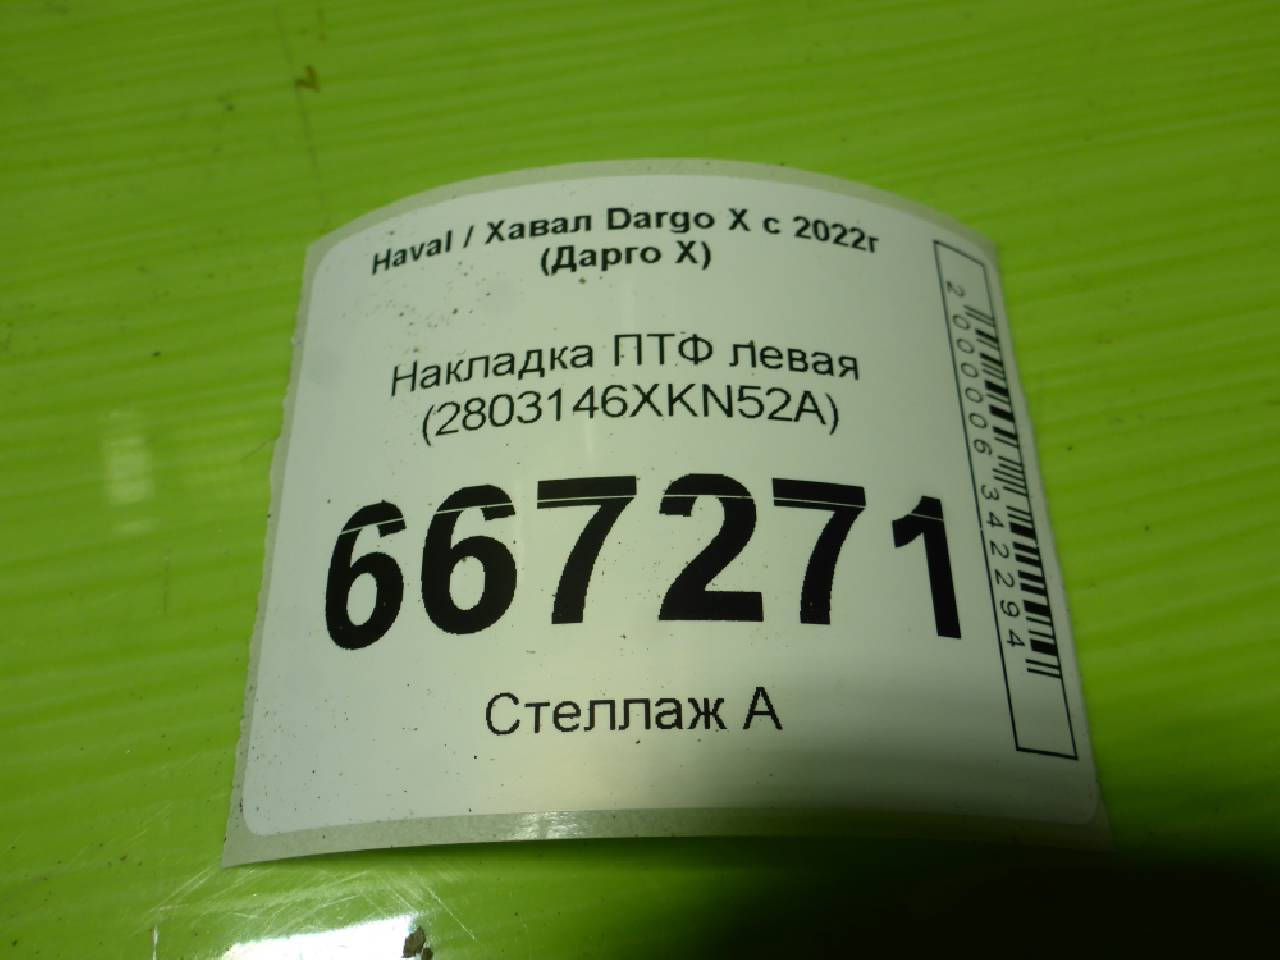 Haval / Хавал Dargo X с 2022г
(Дарго Х)
Накладка ПТФ левая
(2803146XKN52A)
667271
Стеллаж А
2000006342294